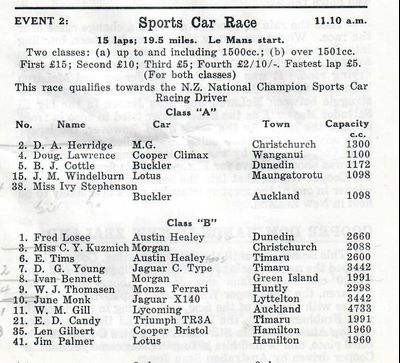 EVENT 2: Sports Car Race 11.10 a.m.
15 laps; 19.5 miles. Le Mans start.
Two classes: (a) up to and including 1500cc.; (b) over 1501cc.
First £15; Second £10; Third £5; Fourth £2/10/-. Fastest lap £5.
(For both classes)
This race qualifies towards the N.Z. National Champion Sports Car
Racing Driver
Class "A"
No. Name Car Town Capacity
c.c.
2. D. A. Herridge M.G. Christchurch 1300
4. Doug. Lawrence Cooper Climax Wanganui 1100
5. B. J. Cottle Buckler Dunedin 1172
15. J. M. Windelburn Lotus Maungatorotu 1098
38. Miss Ivy Stephenson
Buckler Auckland 1098
Class "B"
1. Fred Losee Austin Healey Dunedin 2660
3. Miss C. Y. Kuzmich Morgan Christchurch 2088
6. E. Tims Austin Healey Timaru 2600
7. D. G. Young Jaguar C. Type Timaru 3442
8. Ivan Bennett Morgan Green Island 1991
9. W. J. Thomasen Monza Ferrari Huntly 2998
10. June Monk Jaguar X140 Lyttelton 3442
11. W. M. Gill Lycoming Auckland 4733
21. E. D. Candy Triumph TR3A Timaru 1991
35. Len Gilbert Cooper Bristol Hamilton 1960
41. Jim Palmer Lotus Hamilton 1960